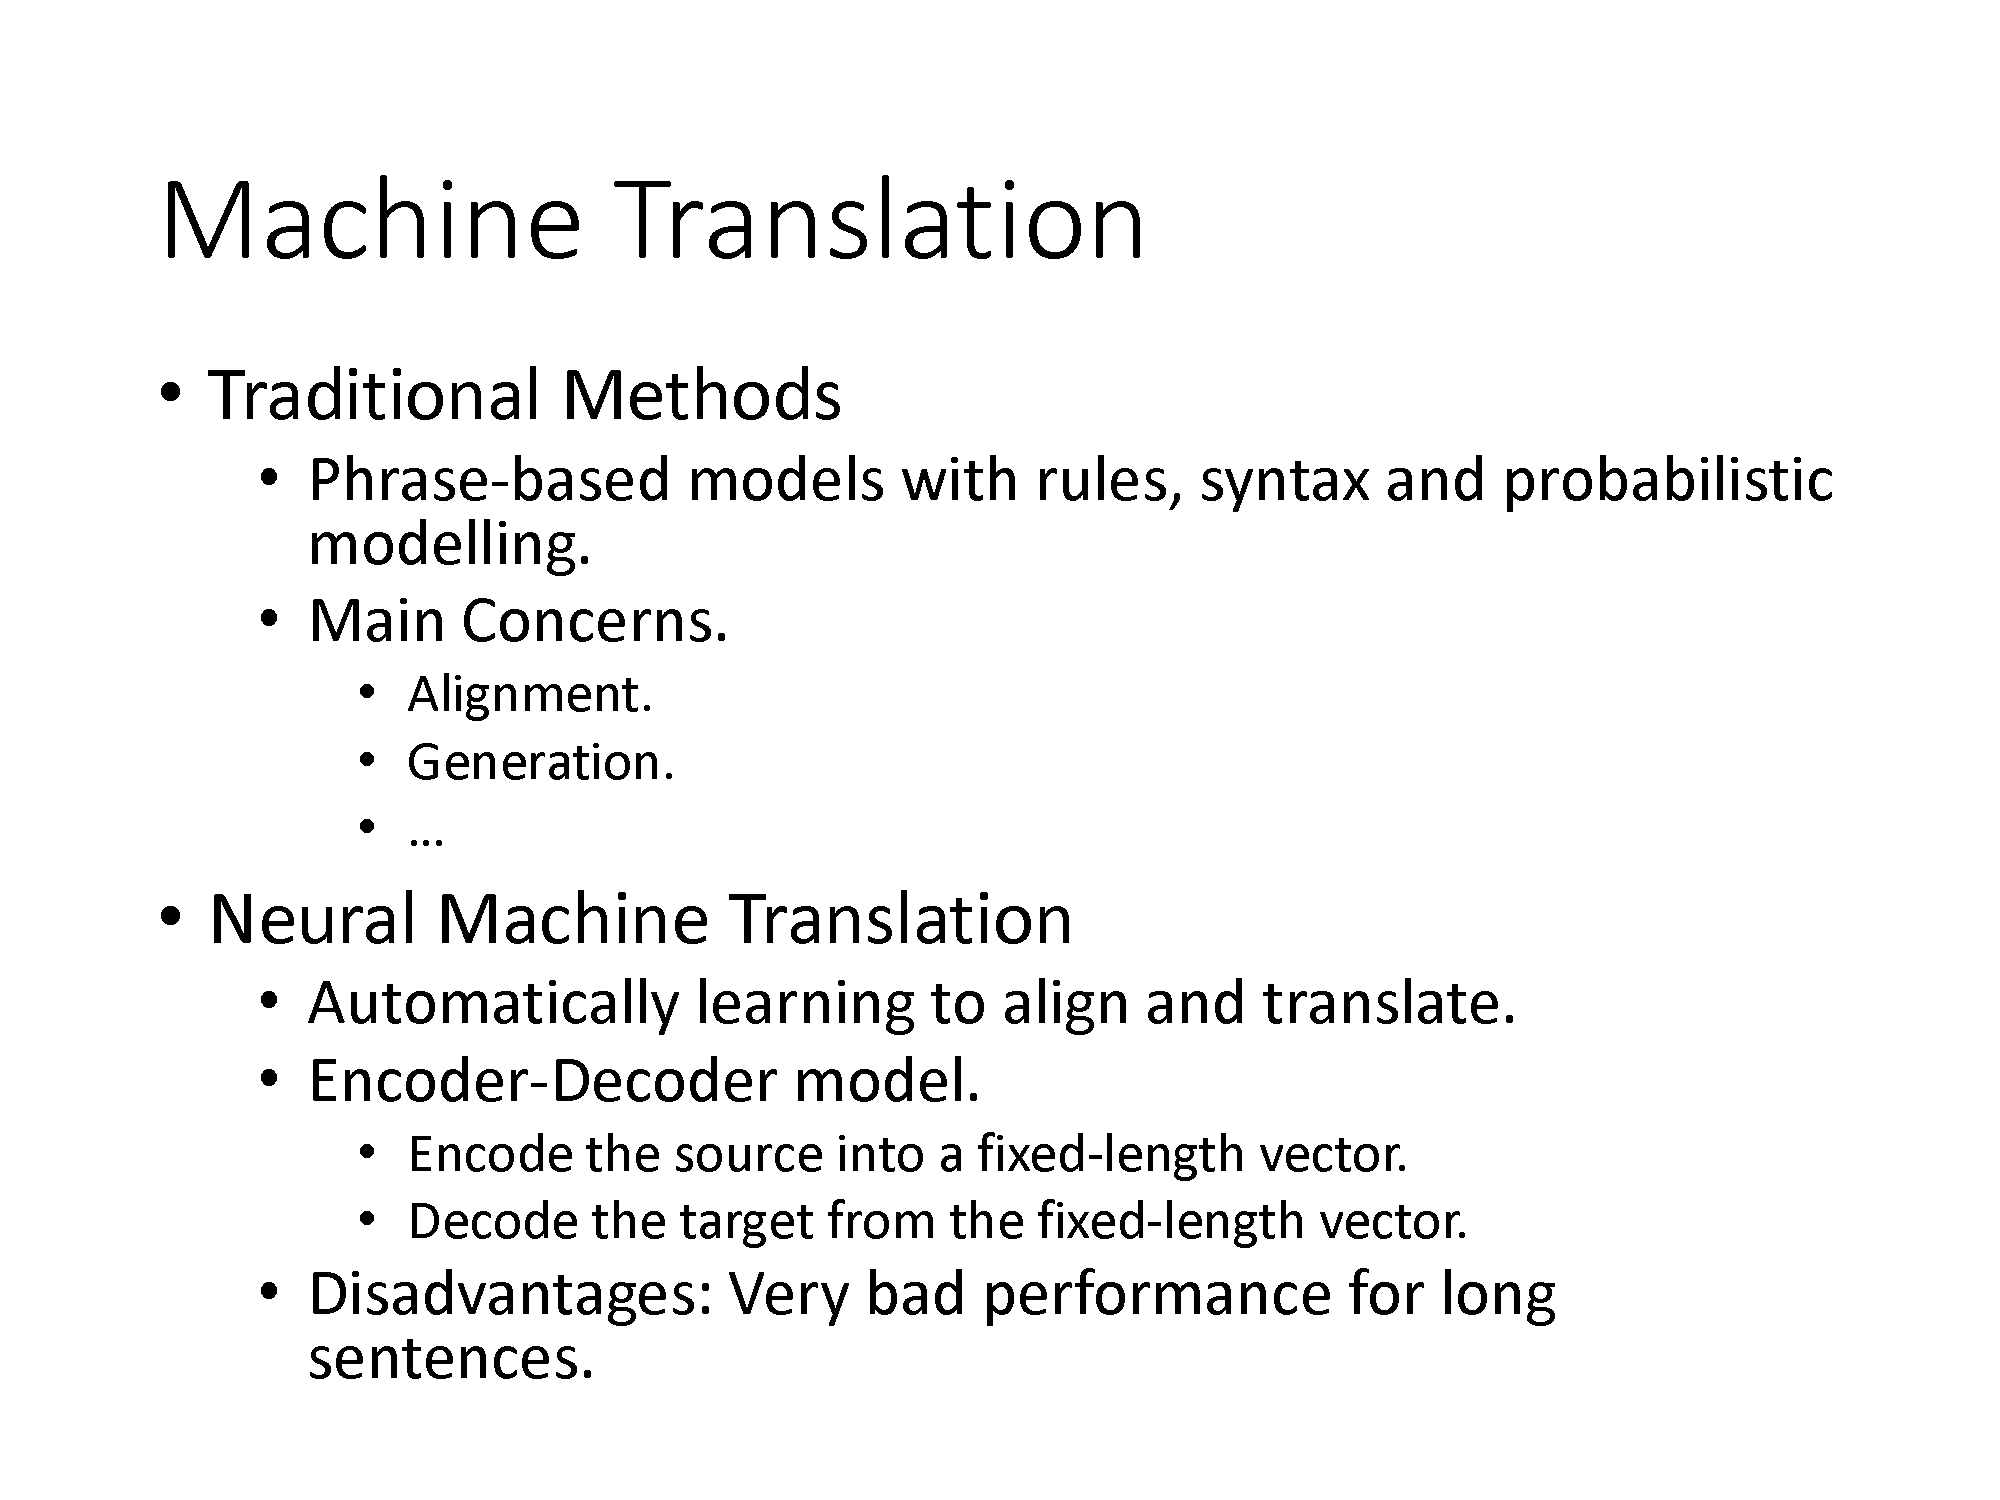 Machine Translation
• Traditional Methods
• Phrase-based models with rules, syntax and probabilistic
modelling.
• Main Concerns.
• Alignment.
• Generation.
• …
• Neural Machine Translation
• Automatically learning to align and translate.
• Encoder-Decoder model.
• Encode the source into a fixed-length vector.
• Decode the target from the fixed-length vector.
• Disadvantages: Very bad performance for long
sentences.